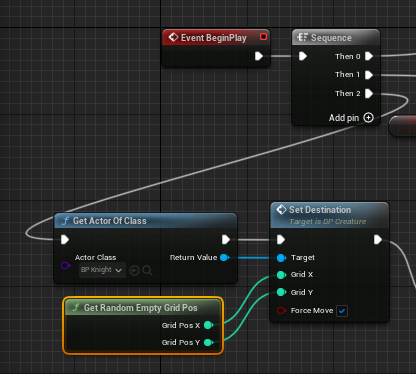 Event BeginPlay
Sequence
Then 0
Then 1
Then 2
Add pin
Get Actor Of Class
Actor Class
Return Value
BP Knight
Set Destination
Target is BP Creature
Target
Grid X
Grid Y
Force Move
Get Random Empty Grid Pos
Grid Pos X
Grid Pos Y